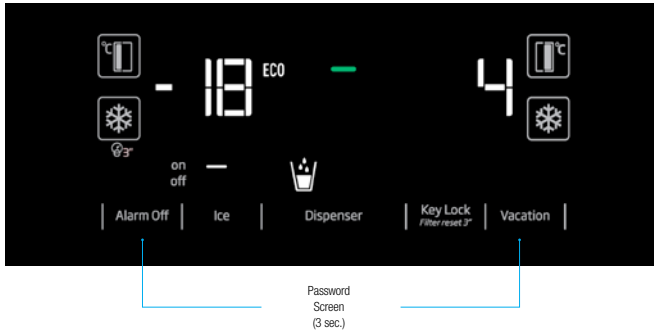 °C
°C
- 18 ECO
4
3"
on
off
Alarm Off
Ice
Dispenser
Key Lock
Filter reset 3"
Vacation
Password
Screen
(3 sec.)